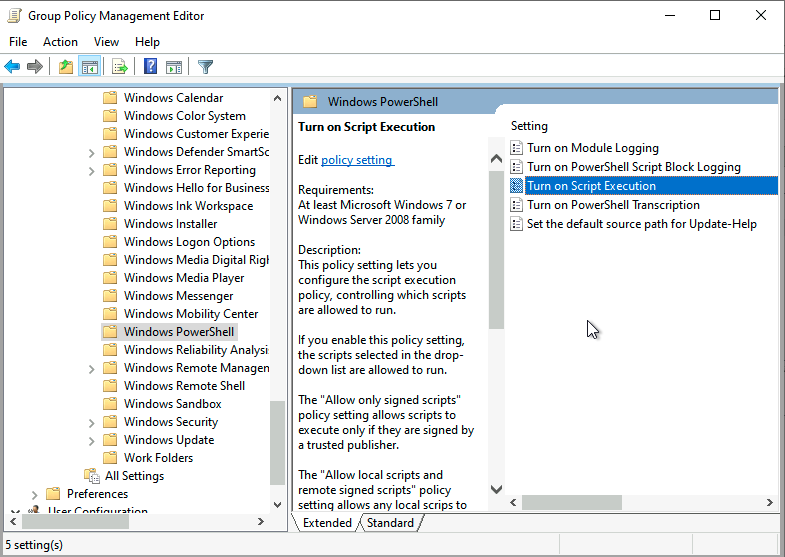 Group Policy Management Editor
File Action View Help
Windows Calendar
Windows Color System
Windows Customer Experie
Windows Defender SmartSc
Windows Error Reporting
Windows Hello for Business
Windows Ink Workspace
Windows Installer
Windows Logon Options
Windows Media Digital Righ
Windows Media Player
Windows Messenger
Windows Mobility Center
Windows PowerShell
Windows Reliability Analysi
Windows Remote Managen
Windows Remote Shell
Windows Sandbox
Windows Security
Windows Update
Work Folders
All Settings
Preferences
User Configuration
Windows PowerShell
Turn on Script Execution
Edit policy setting
Requirements:
At least Microsoft Windows 7 or
Windows Server 2008 family
Description:
This policy setting lets you
configure the script execution
policy, controlling which scripts
are allowed to run.
If you enable this policy setting,
the scripts selected in the drop-
down list are allowed to run.
The "Allow only signed scripts"
policy setting allows scripts to
execute only if they are signed by
a trusted publisher.
The "Allow local scripts and
remote signed scripts" policy
setting allows any local scrips to
Setting
Turn on Module Logging
Turn on PowerShell Script Block Logging
Turn on Script Execution
Turn on PowerShell Transcription
Set the default source path for Update-Help
Extended Standard
5 setting(s)